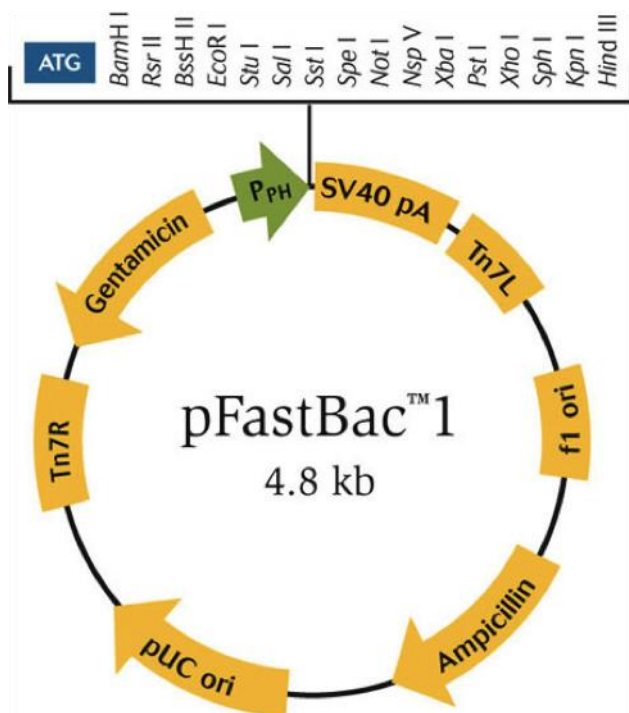 ATG
BamH I
Rsr II
BssH II
EcoR I
Stu I
Sal I
Sst I
Spe I
Not I
Nsp V
Xba I
Pst I
Xho I
Sph I
Kpn I
Hind III
PPH
SV40 pA
Tn7L
f1 ori
Ampicillin
pUC ori
Tn7R
Gentamicin
pFastBac™1
4.8 kb